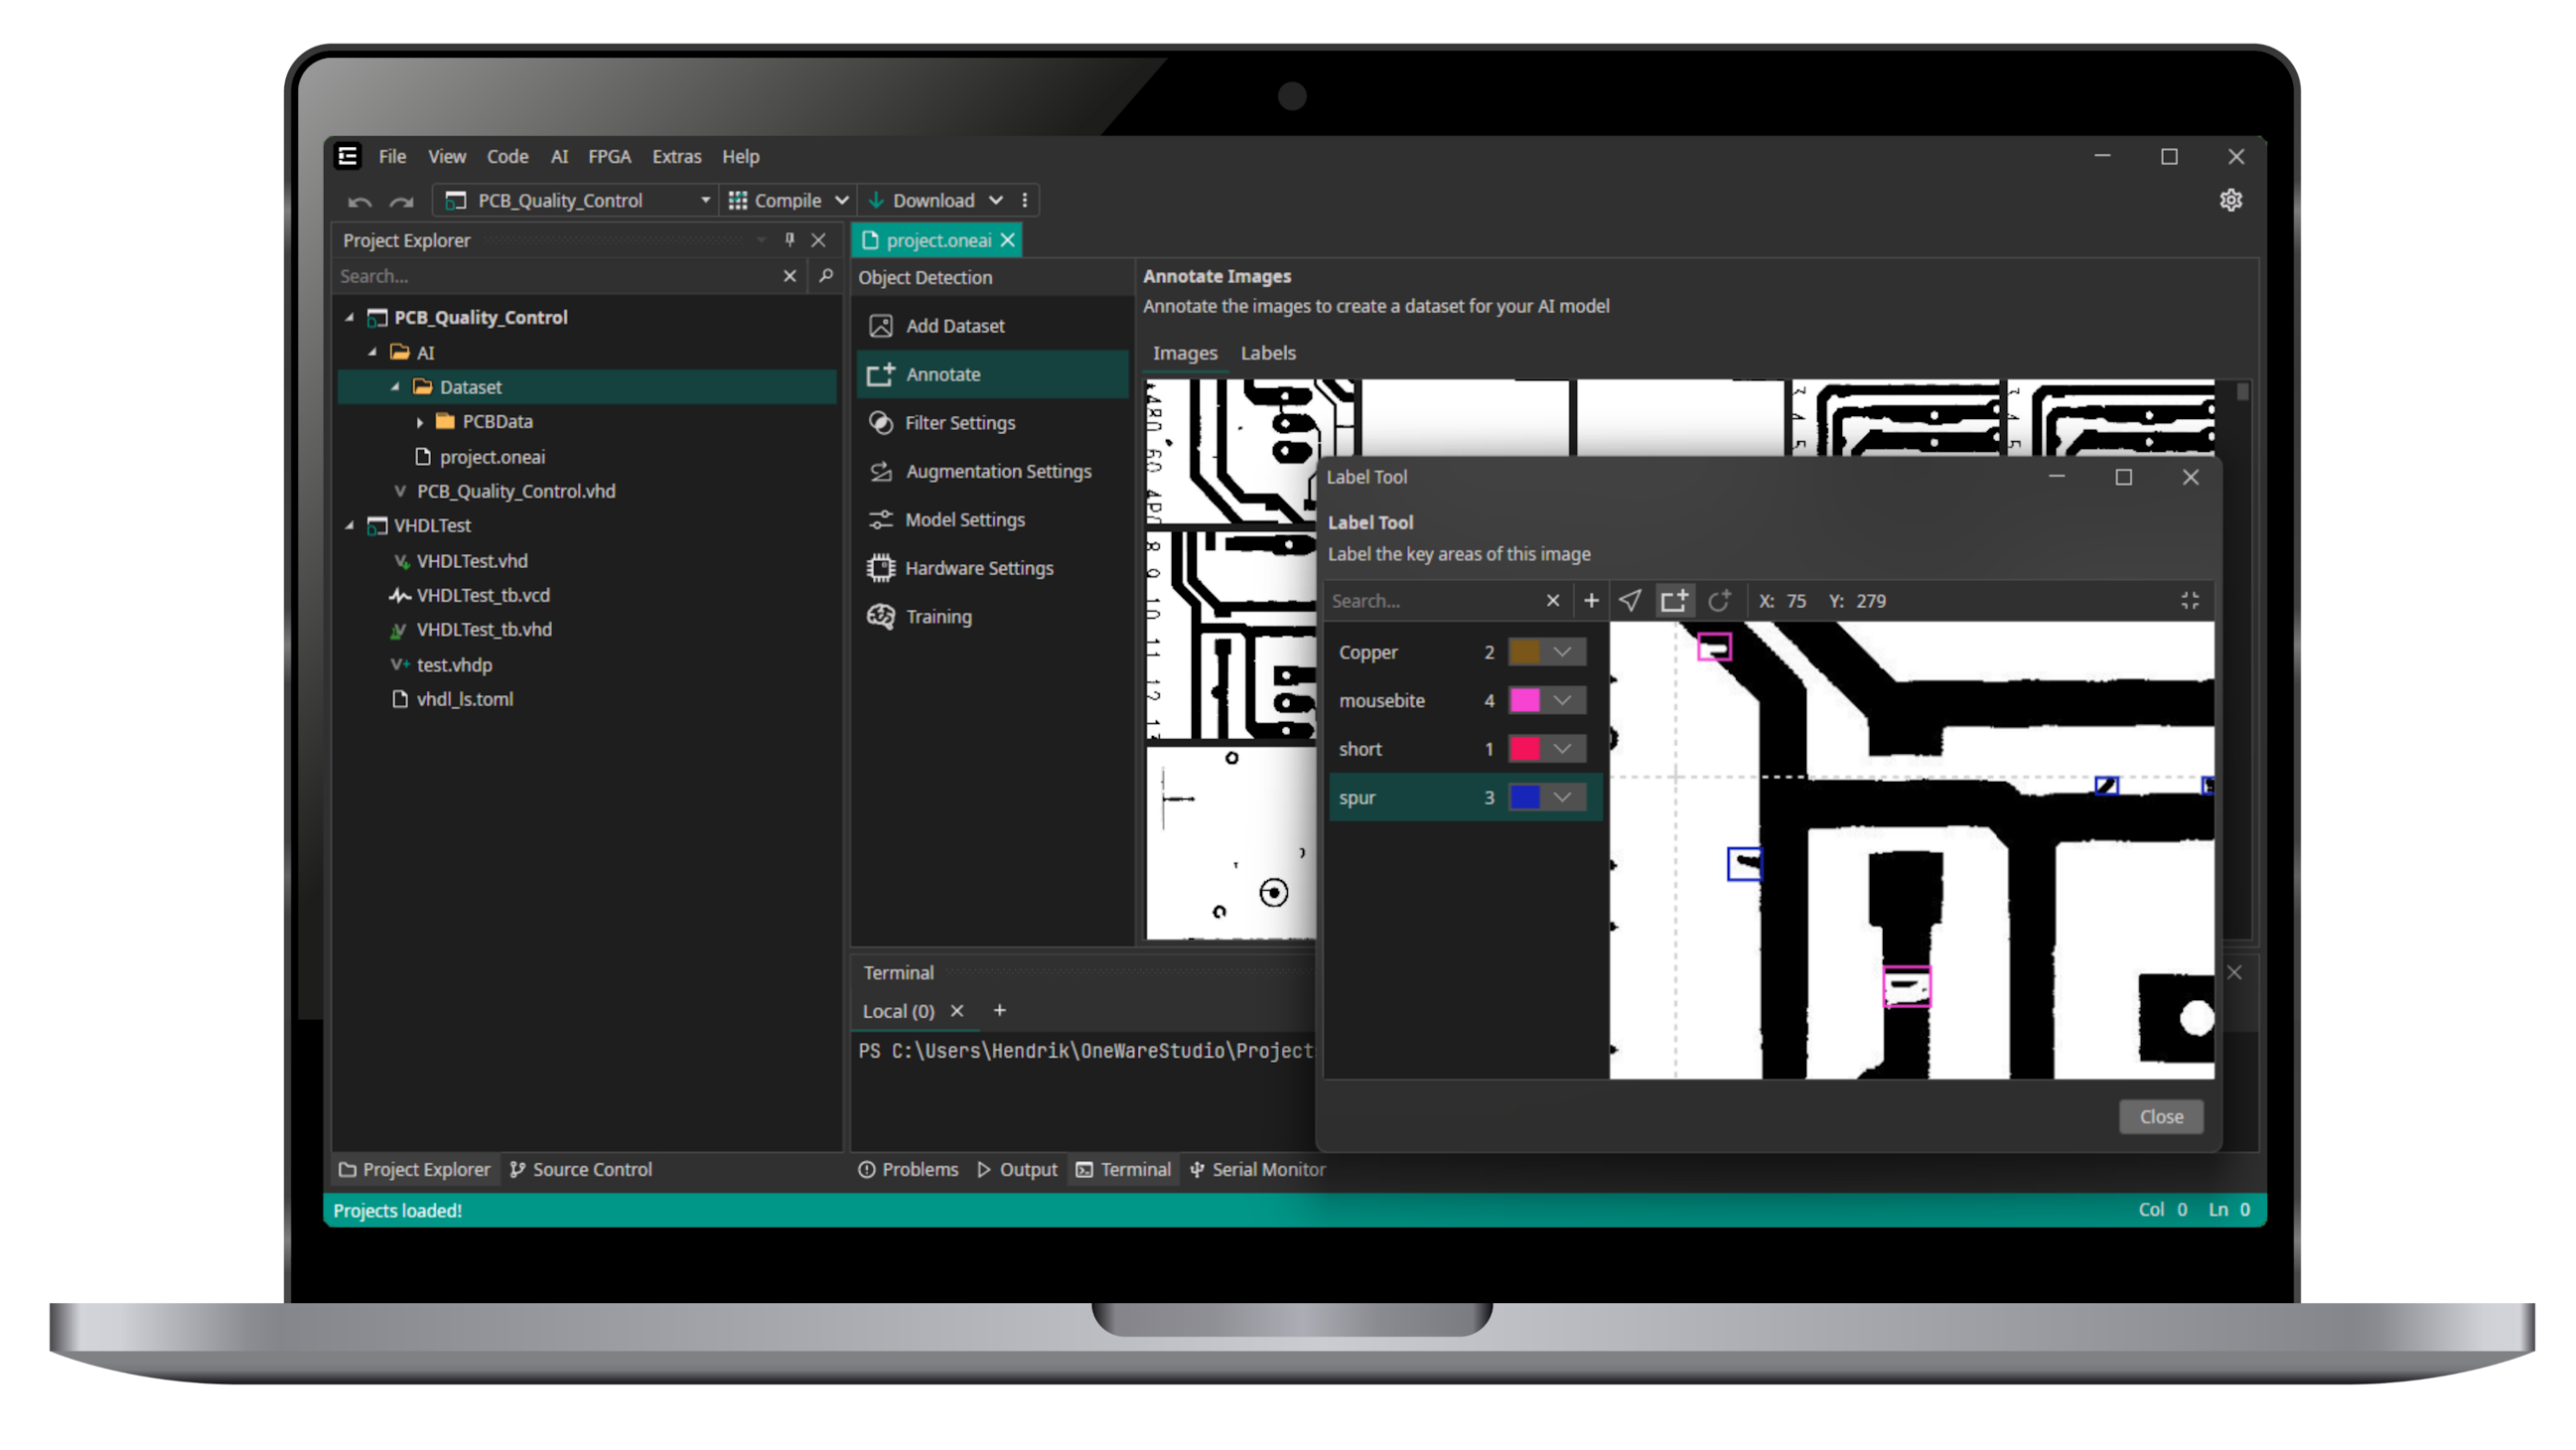 File View Code AI FPGA Extras Help
PCB_Quality_Control Compile Download
Project Explorer
Search...
PCB_Quality_Control
AI
Dataset
PCBData
project.oneai
PCB_Quality_Control.vhd
VHDLTest
VHDLTest.vhd
VHDLTest_tb.vcd
VHDLTest_tb.vhd
test.vhdp
vhdl_ls.toml
project.oneai
Object Detection
Add Dataset
Annotate
Filter Settings
Augmentation Settings
Model Settings
Hardware Settings
Training
Annotate Images
Annotate the images to create a dataset for your AI model
Images Labels
8
9
10
11
12
Label Tool
Label Tool
Label the key areas of this image
Search... X: 75 Y: 279
Copper 2
mousebite 4
short 1
spur 3
Close
Terminal
Local (0)
PS C:\Users\Hendrik\OneWareStudio\Project
Project Explorer Source Control
Problems Output Terminal Serial Monitor
Projects loaded!
Col 0 Ln 0